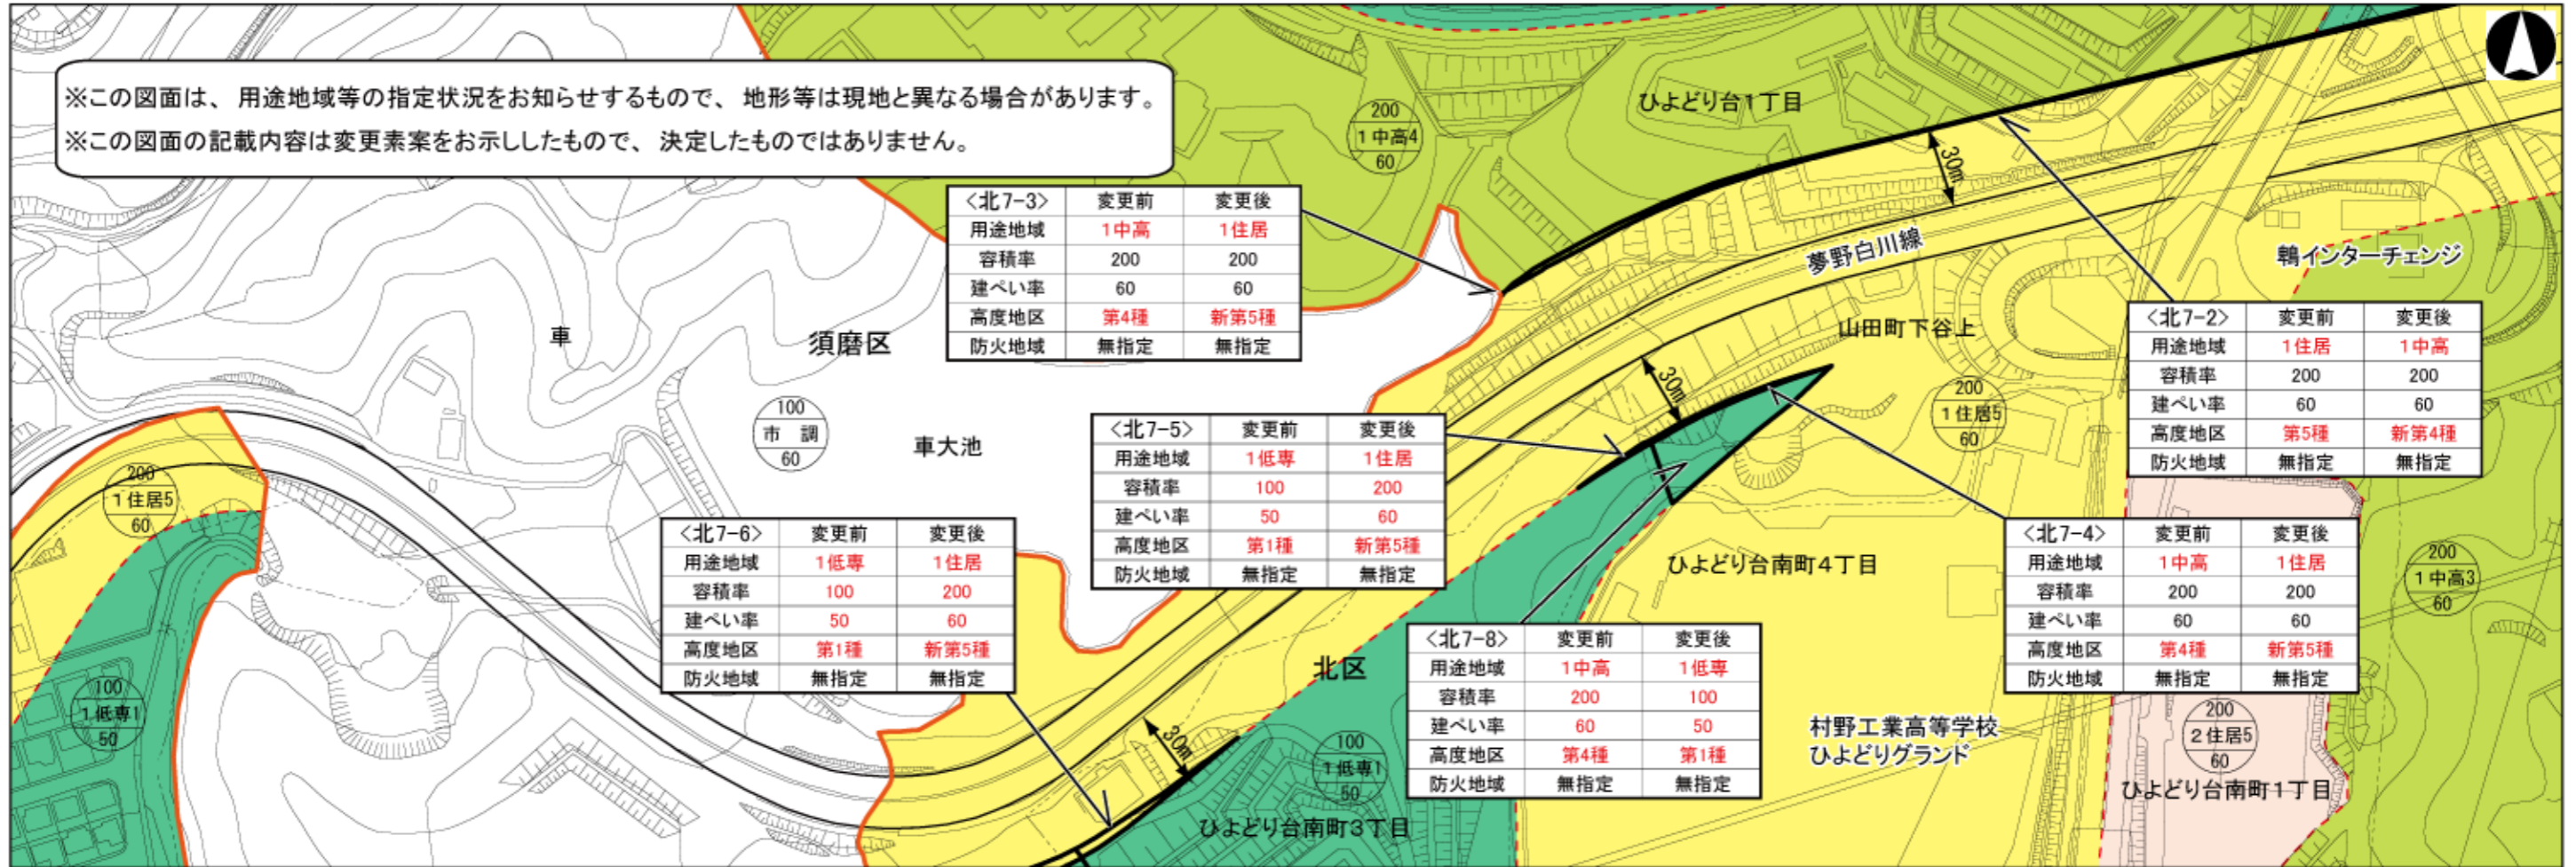 ※この図面は、用途地域等の指定状況をお知らせするもので、地形等は現地と異なる場合があります。
※この図面の記載内容は変更素案をお示ししたもので、決定したものではありません。
ひよどり台1丁目
200
1中高4
60
30m
<北7-3> 変更前 変更後
用途地域 1中高 1住居
容積率 200 200
建ぺい率 60 60
高度地区 第4種 新第5種
防火地域 無指定 無指定
夢野白川線
鵯インターチェンジ
車
須磨区
山田町下谷上
<北7-2> 変更前 変更後
用途地域 1住居 1中高
容積率 200 200
建ぺい率 60 60
高度地区 第5種 新第4種
防火地域 無指定 無指定
30m
200
1住居5
60
100
市 調
60
車大池
<北7-5> 変更前 変更後
用途地域 1低専 1住居
容積率 100 200
建ぺい率 50 60
高度地区 第1種 新第5種
防火地域 無指定 無指定
200
1住居5
60
<北7-6> 変更前 変更後
用途地域 1低専 1住居
容積率 100 200
建ぺい率 50 60
高度地区 第1種 新第5種
防火地域 無指定 無指定
ひよどり台南町4丁目
<北7-4> 変更前 変更後
用途地域 1中高 1住居
容積率 200 200
建ぺい率 60 60
高度地区 第4種 新第5種
防火地域 無指定 無指定
200
1中高3
60
北区
<北7-8> 変更前 変更後
用途地域 1中高 1低専
容積率 200 100
建ぺい率 60 50
高度地区 第4種 第1種
防火地域 無指定 無指定
100
1低専1
50
30m
100
1低専1
50
村野工業高等学校
ひよどりグランド
200
2住居5
60
ひよどり台南町1丁目
ひよどり台南町3丁目